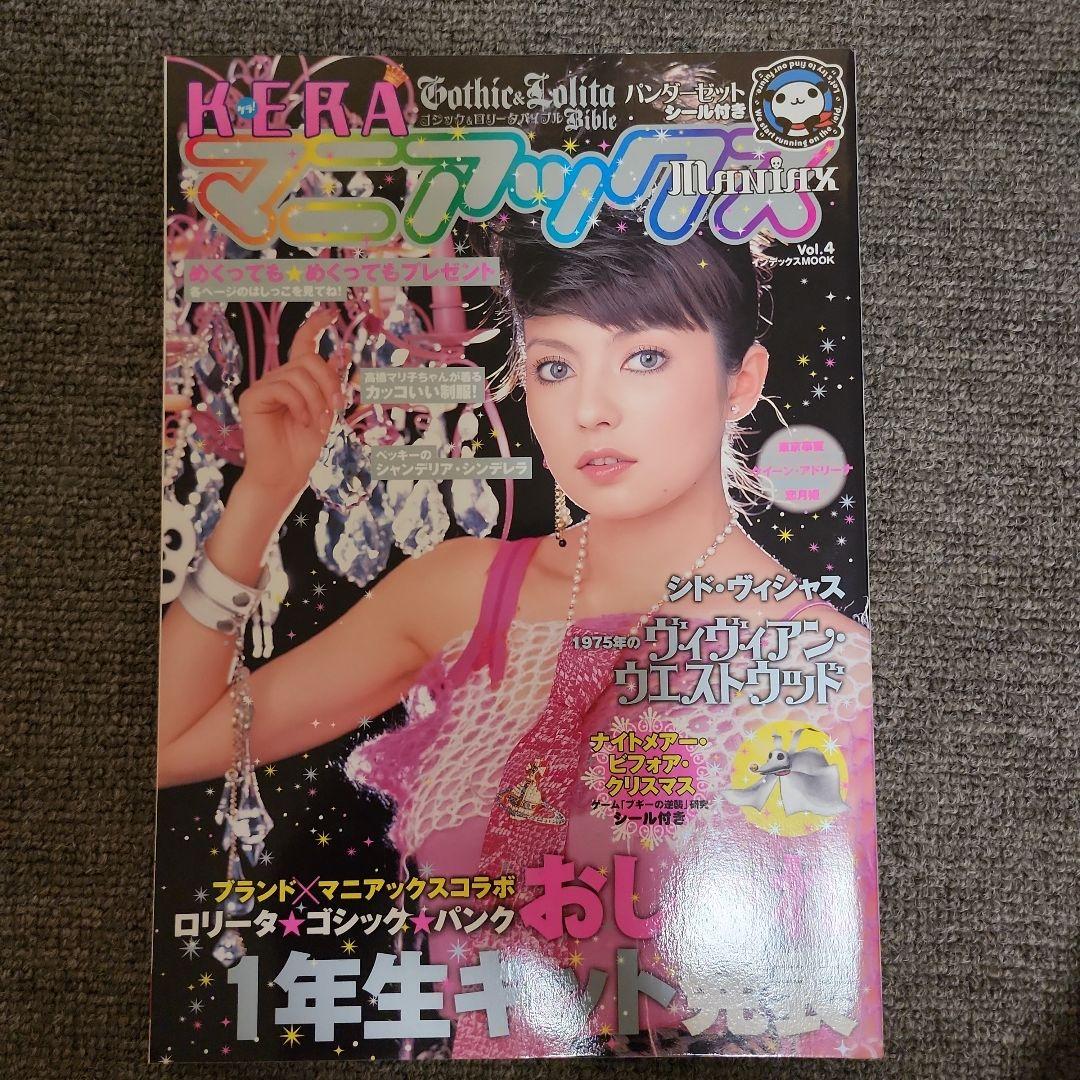 KERA
ケラ!
Gothic&Lolita
Bible
ゴシック&ロリータバイブル
パンダーゼット
シール付き
Let's try to find our future
We start running on the
マニアックス
MANIAX
Vol.4
インデックスMOOK
めくっても★めくってもプレゼント
各ページのはしっこを見てね!
高橋マリ子ちゃんが着る
カッコいい制服!
ベッキーの
シャンデリア・シンデレラ
東京事変
クイーン・アドリーナ
恋月姫
シド・ヴィシャス
1975年の
ヴィヴィアン・
ウエストウッド
ナイトメアー・
ビフォア・
クリスマス
ゲーム「ブギーの逆襲」研究
シール付き
ブランド×マニアックスコラボ
ロリータ★ゴシック★パンク
おし
1年生キット発表